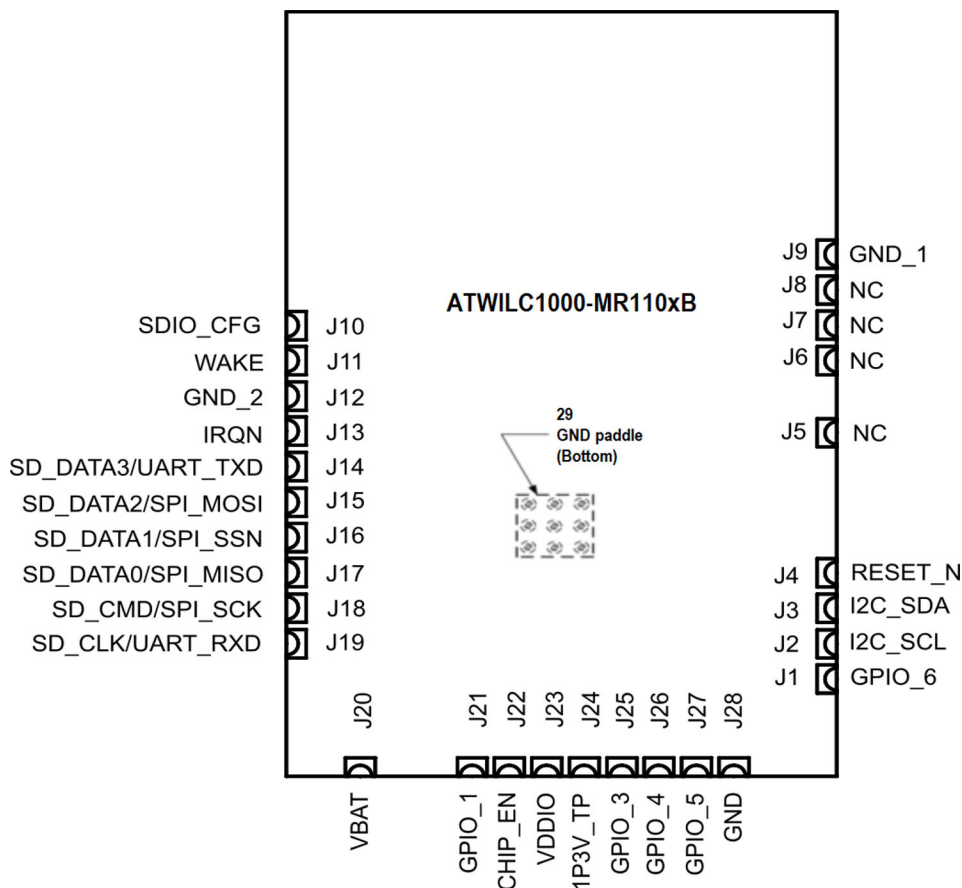 ATWILC1000-MR110xB
J9 GND_1
J8 NC
J7 NC
J6 NC
J5 NC
J4 RESET_N
J3 I2C_SDA
J2 I2C_SCL
J1 GPIO_6
SDIO_CFG J10
WAKE J11
GND_2 J12
IRQN J13
SD_DATA3/UART_TXD J14
SD_DATA2/SPI_MOSI J15
SD_DATA1/SPI_SSN J16
SD_DATA0/SPI_MISO J17
SD_CMD/SPI_SCK J18
SD_CLK/UART_RXD J19
29
GND paddle
(Bottom)
J20 VBAT
J21 GPIO_1
J22 CHIP_EN
J23 VDDIO
J24 1P3V_TP
J25 GPIO_3
J26 GPIO_4
J27 GPIO_5
J28 GND